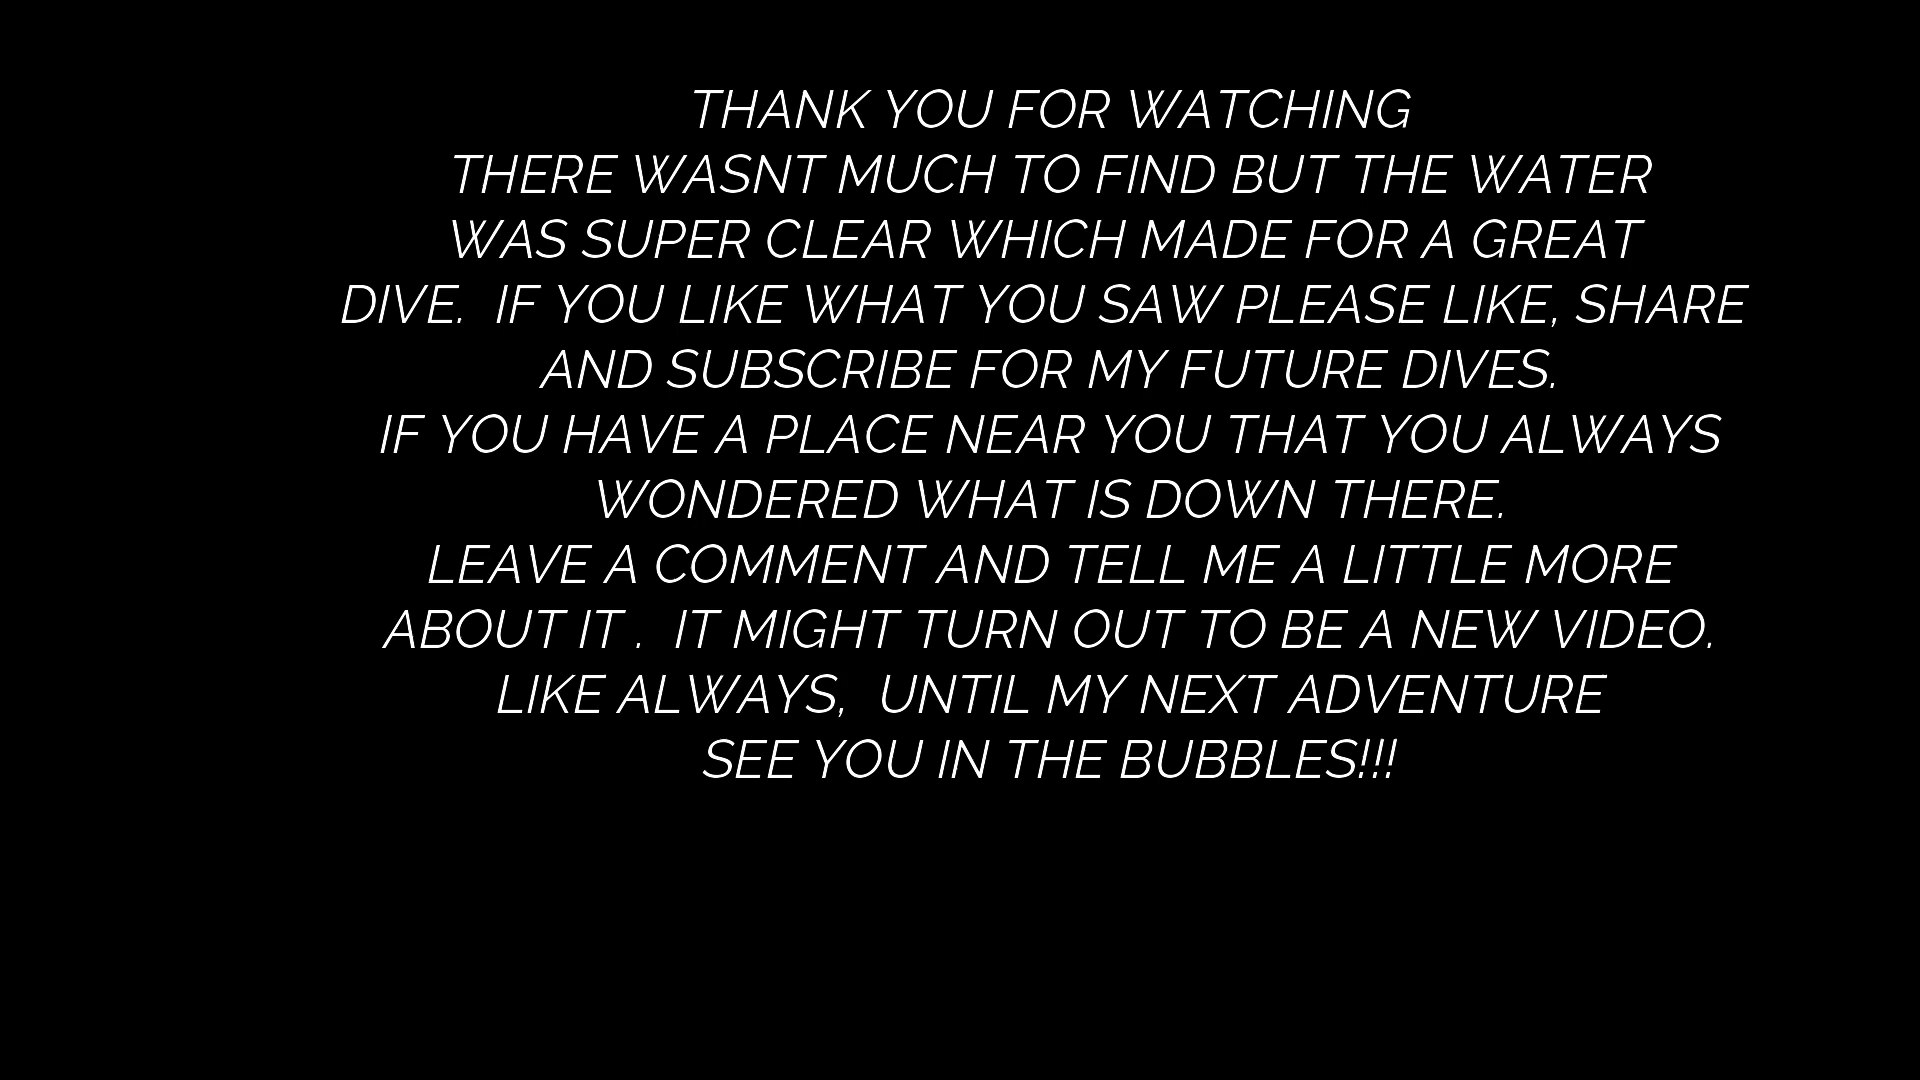 THANK YOU FOR WATCHING
THERE WASNT MUCH TO FIND BUT THE WATER
WAS SUPER CLEAR WHICH MADE FOR A GREAT
DIVE.  IF YOU LIKE WHAT YOU SAW PLEASE LIKE, SHARE
AND SUBSCRIBE FOR MY FUTURE DIVES.
IF YOU HAVE A PLACE NEAR YOU THAT YOU ALWAYS
WONDERED WHAT IS DOWN THERE.
LEAVE A COMMENT AND TELL ME A LITTLE MORE
ABOUT IT .  IT MIGHT TURN OUT TO BE A NEW VIDEO.
LIKE ALWAYS,  UNTIL MY NEXT ADVENTURE
SEE YOU IN THE BUBBLES!!!